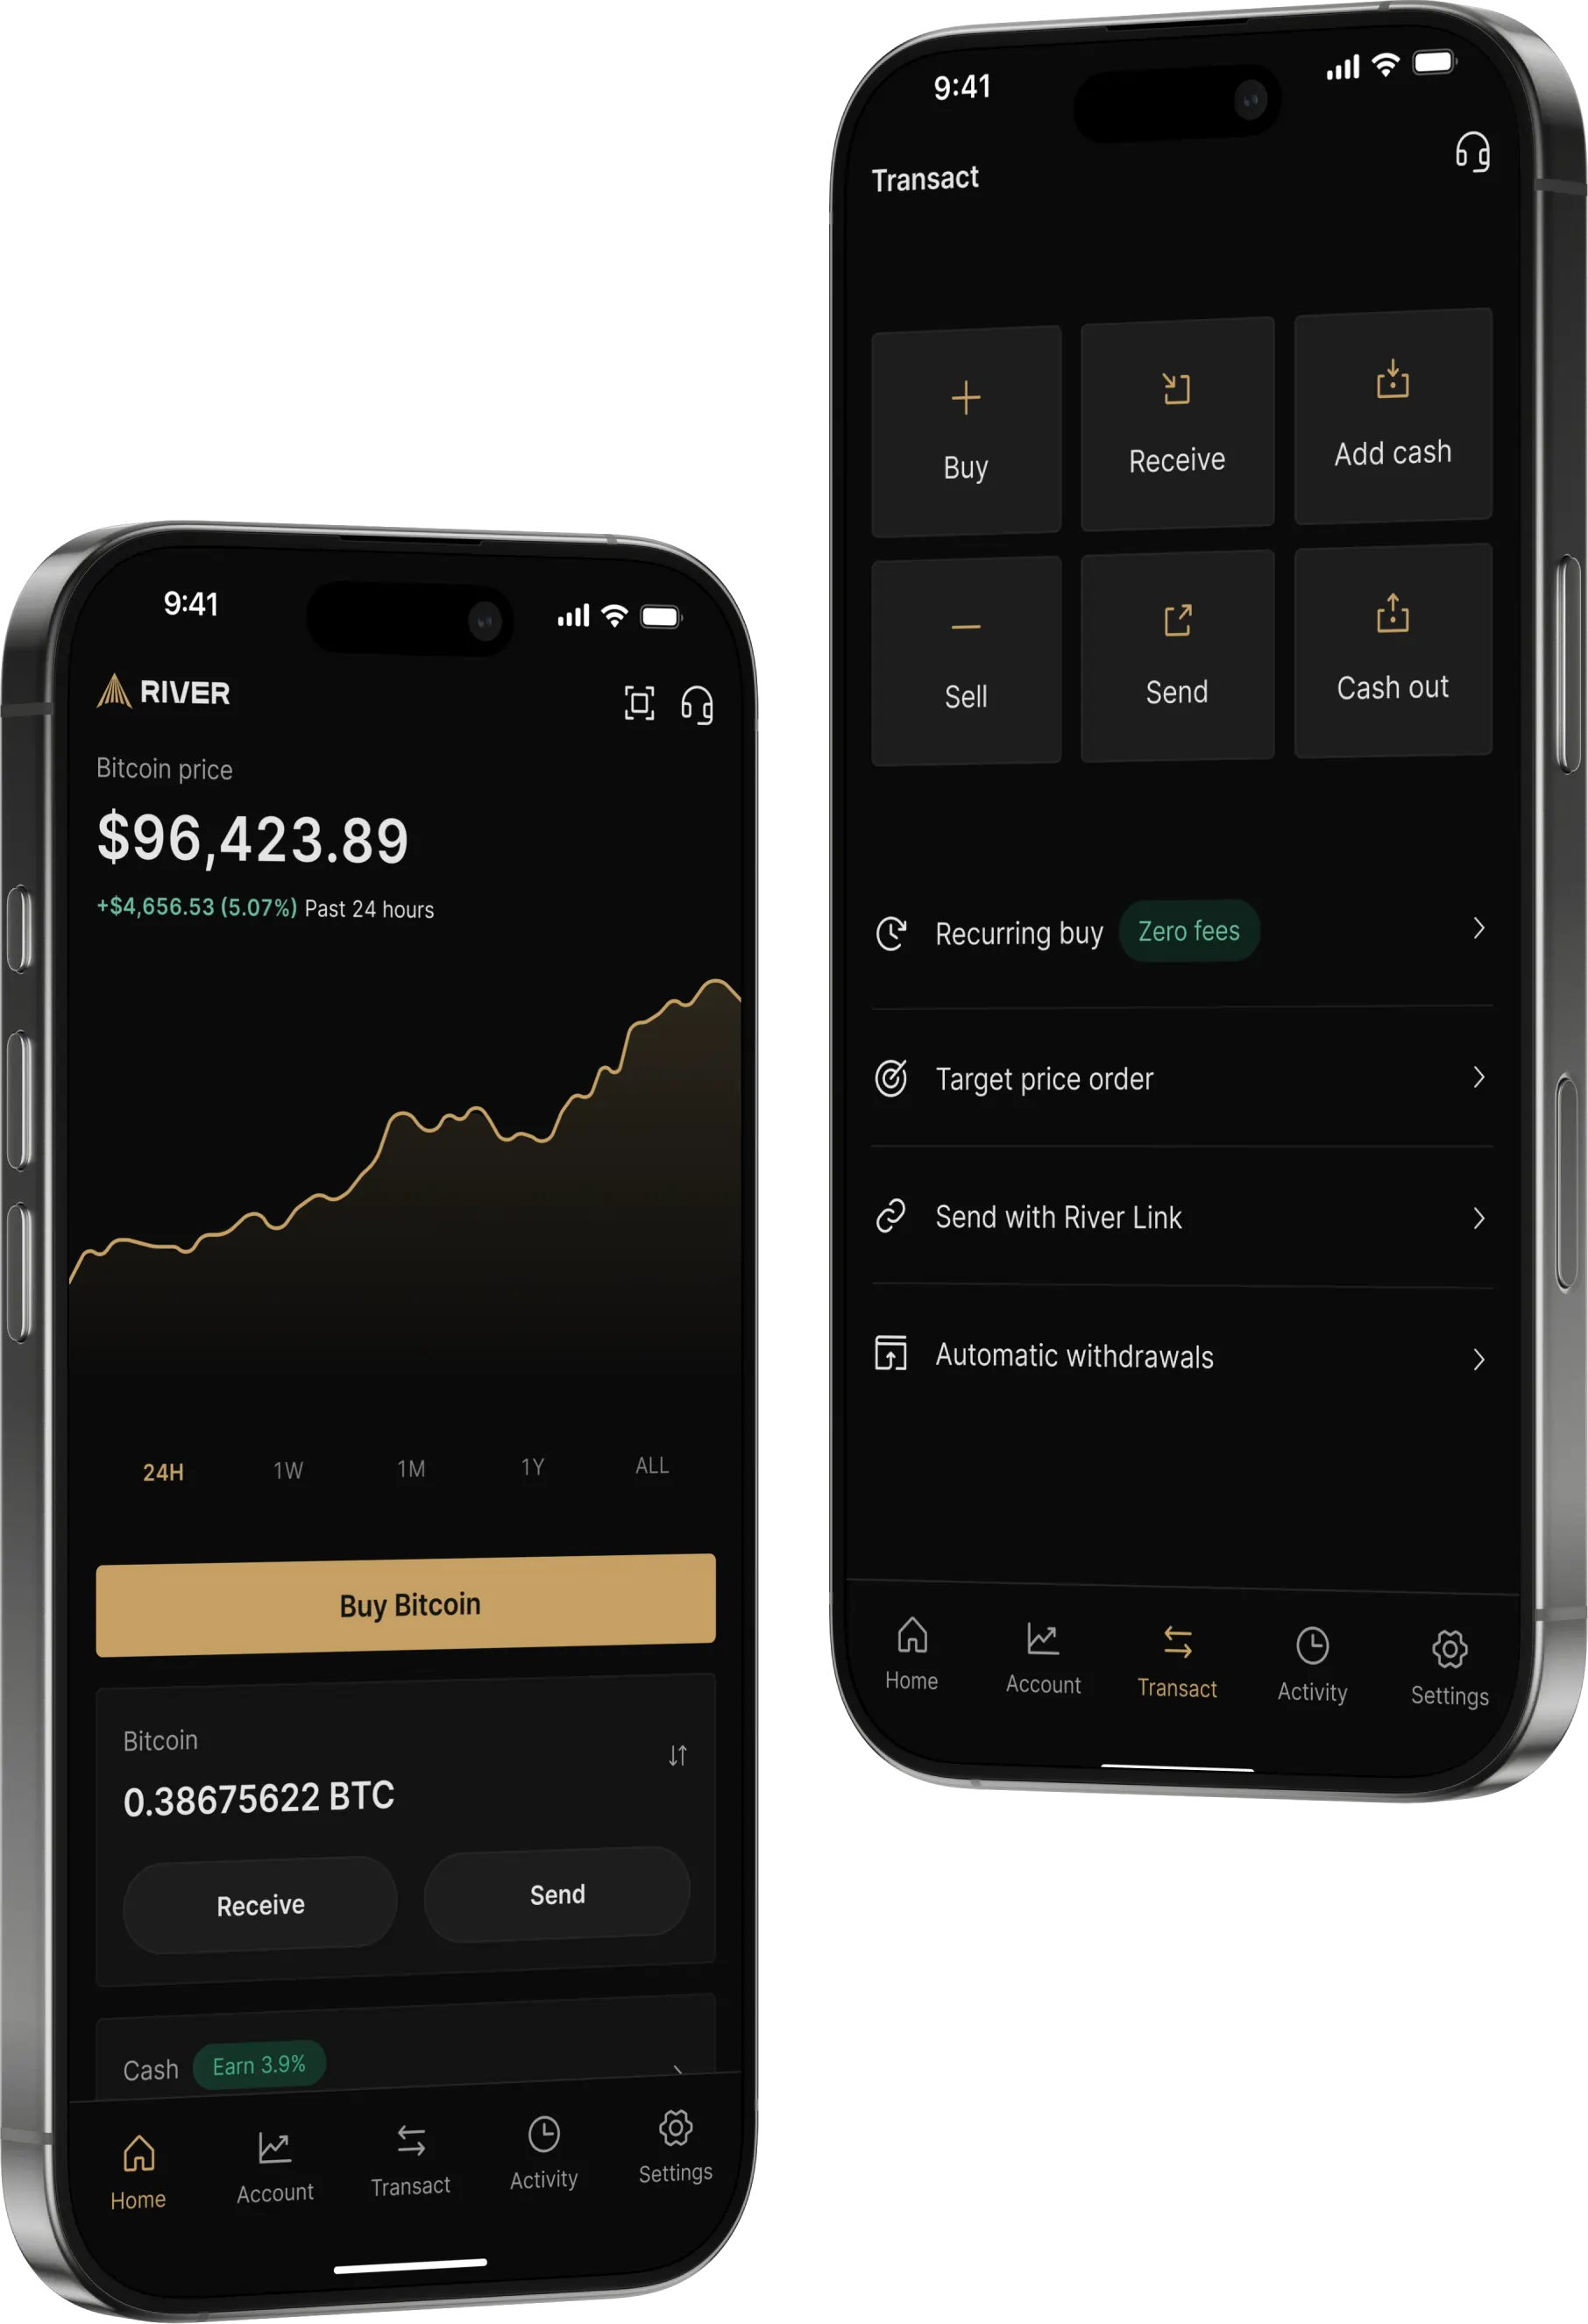 9:41
RIVER
Bitcoin price
$96,423.89
+$4,656.53 (5.07%) Past 24 hours
24H 1W 1M 1Y ALL
Buy Bitcoin
Bitcoin
0.38675622 BTC
Receive Send
Cash Earn 3.9%
Home Account Transact Activity Settings
9:41
Transact
Buy Receive Add cash
Sell Send Cash out
Recurring buy Zero fees
Target price order
Send with River Link
Automatic withdrawals
Home Account Transact Activity Settings